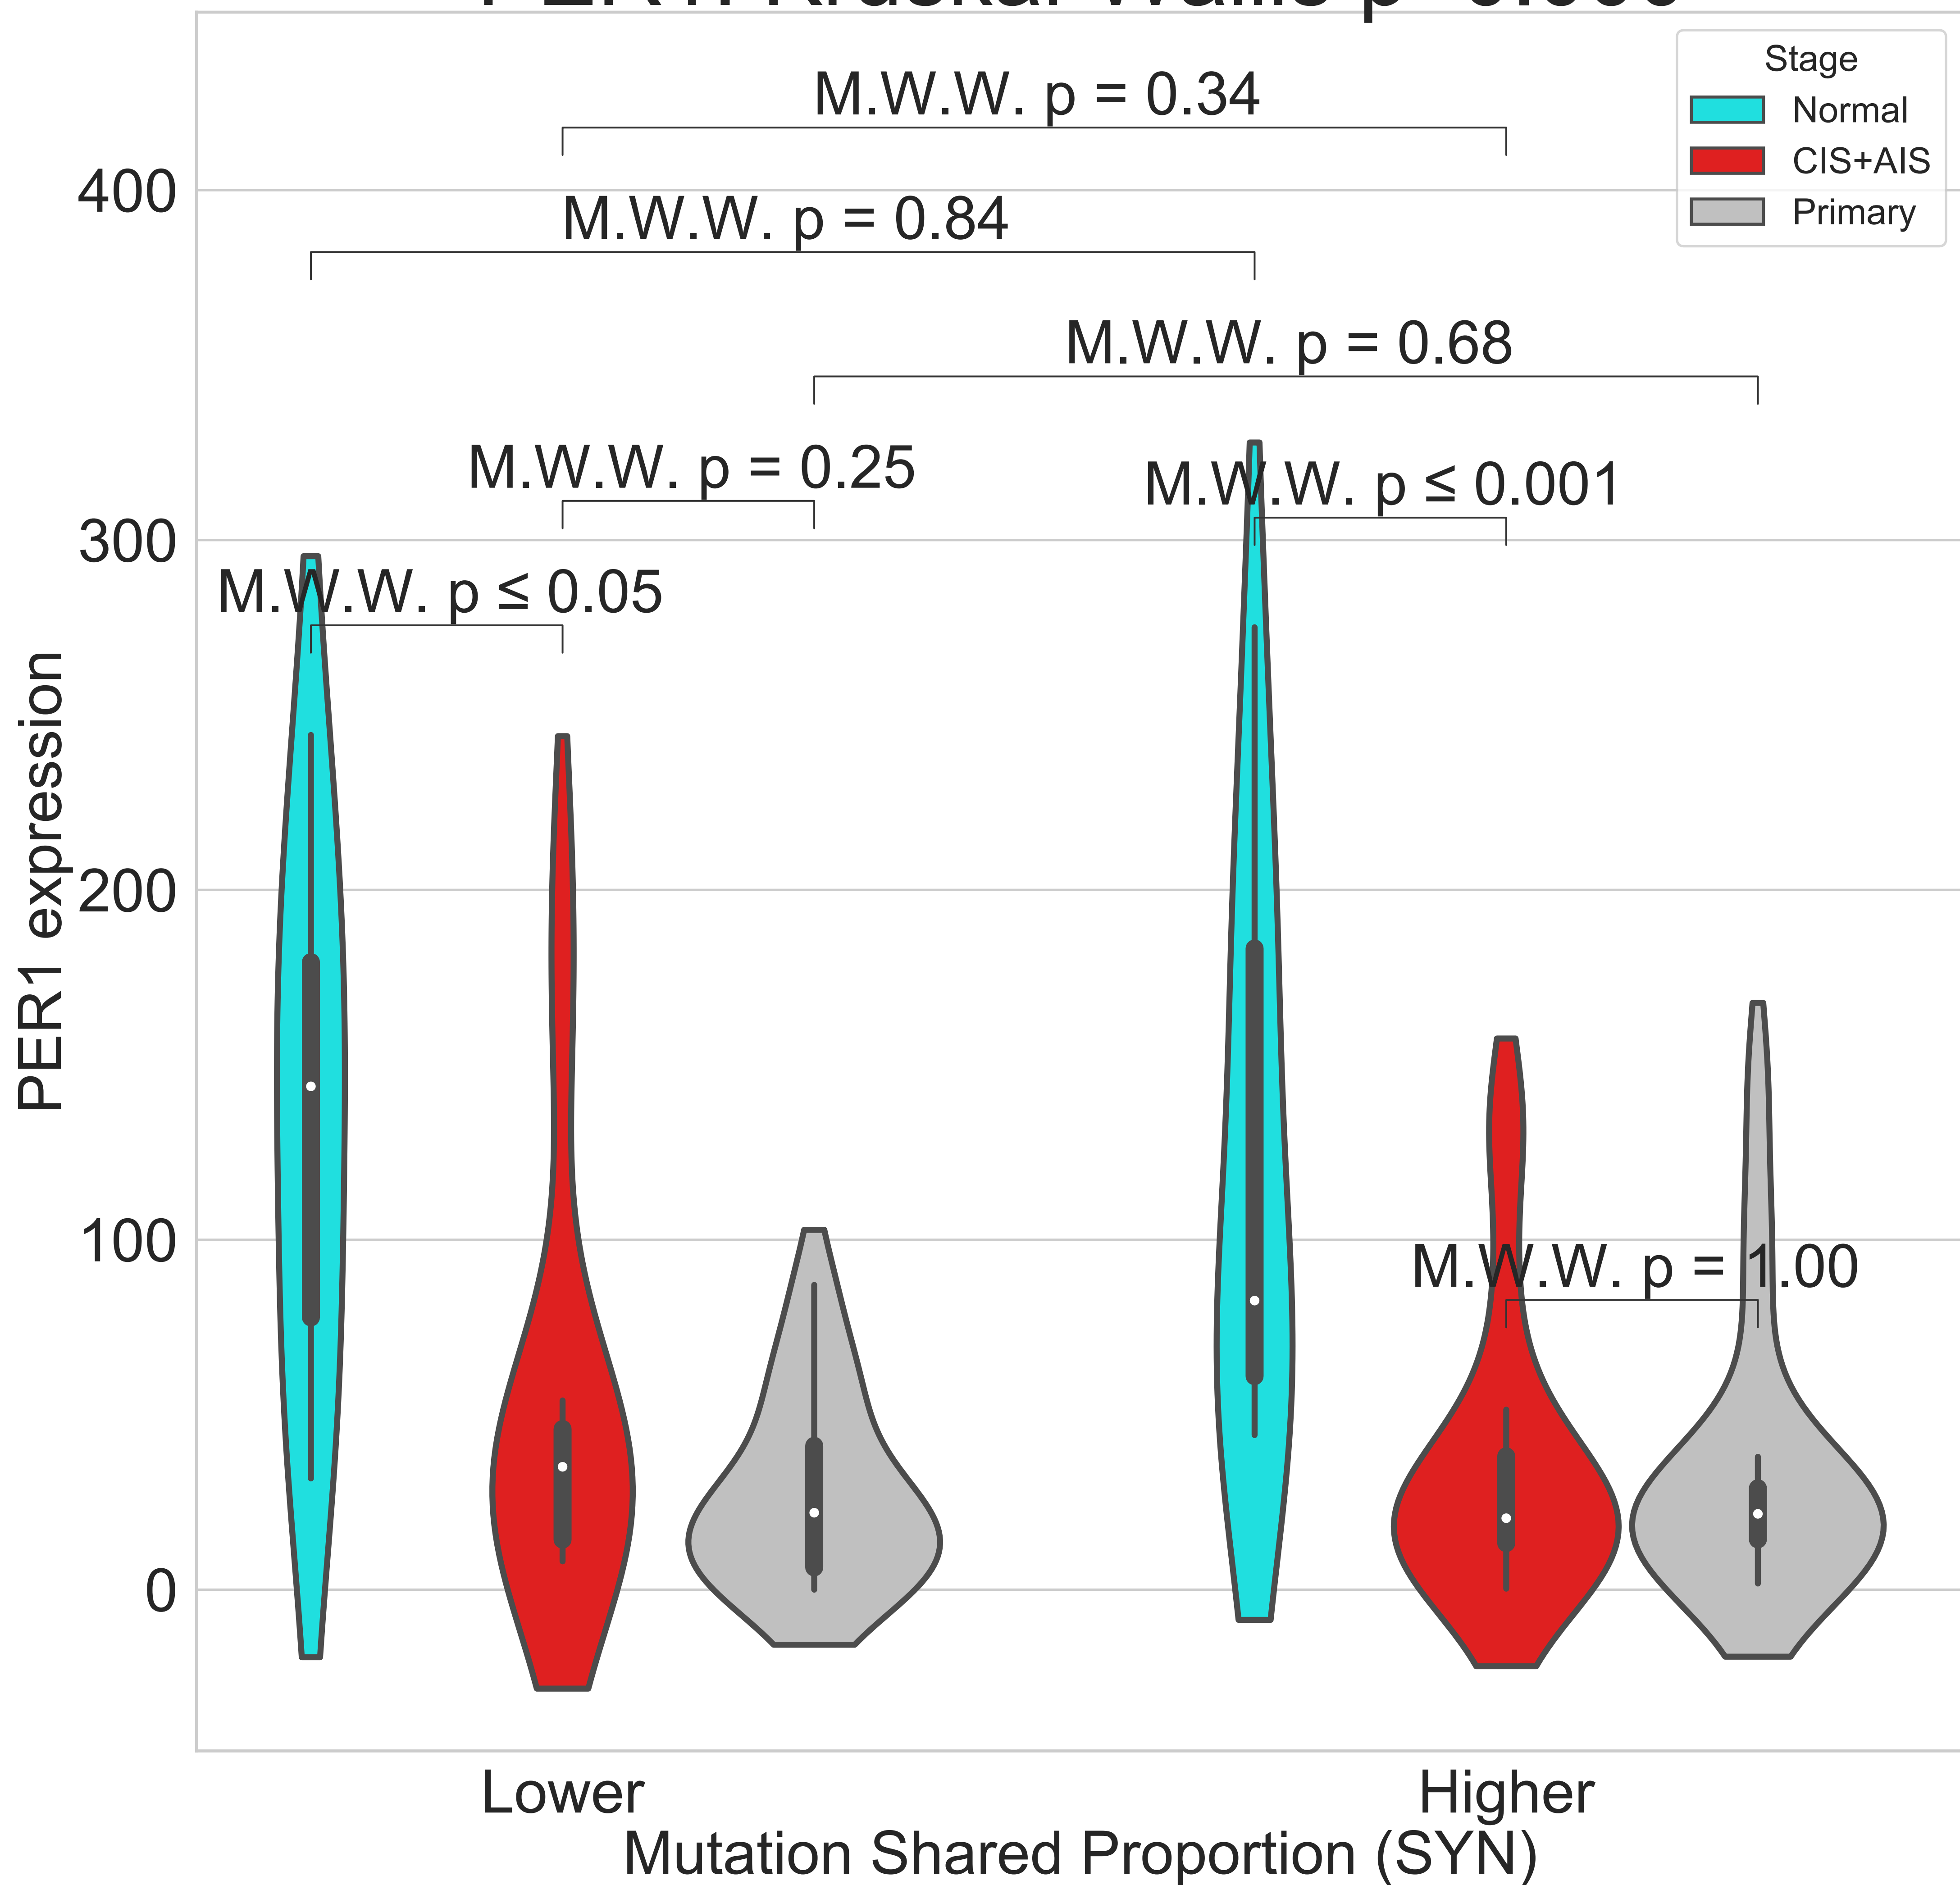 Stage
Normal
CIS+AIS
Primary
M.W.W. p = 0.34
M.W.W. p = 0.84
M.W.W. p = 0.68
M.W.W. p = 0.25
M.W.W. p ≤ 0.001
M.W.W. p ≤ 0.05
M.W.W. p = 1.00
400
300
200
100
0
PER1 expression
Lower
Higher
Mutation Shared Proportion (SYN)